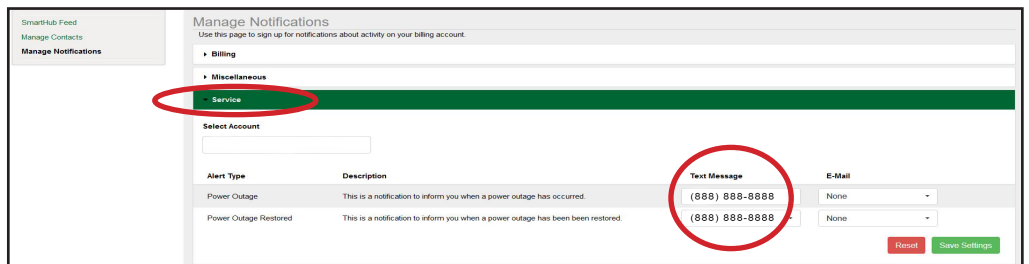 SmartHub Feed
Manage Contacts
Manage Notifications
Manage Notifications
Use this page to sign up for notifications about activity on your billing account.
Billing
Miscellaneous
Service
Select Account
Alert Type Description Text Message E-Mail
Power Outage This is a notification to inform you when a power outage has occurred. (888) 888-8888 None
Power Outage Restored This is a notification to inform you when a power outage has been been restored. (888) 888-8888 None
Reset Save Settings